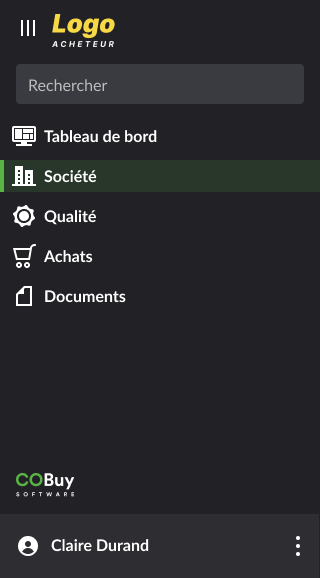 Logo
ACHETEUR
Rechercher
Tableau de bord
Société
Qualité
Achats
Documents
COBuy
SOFTWARE
Claire Durand